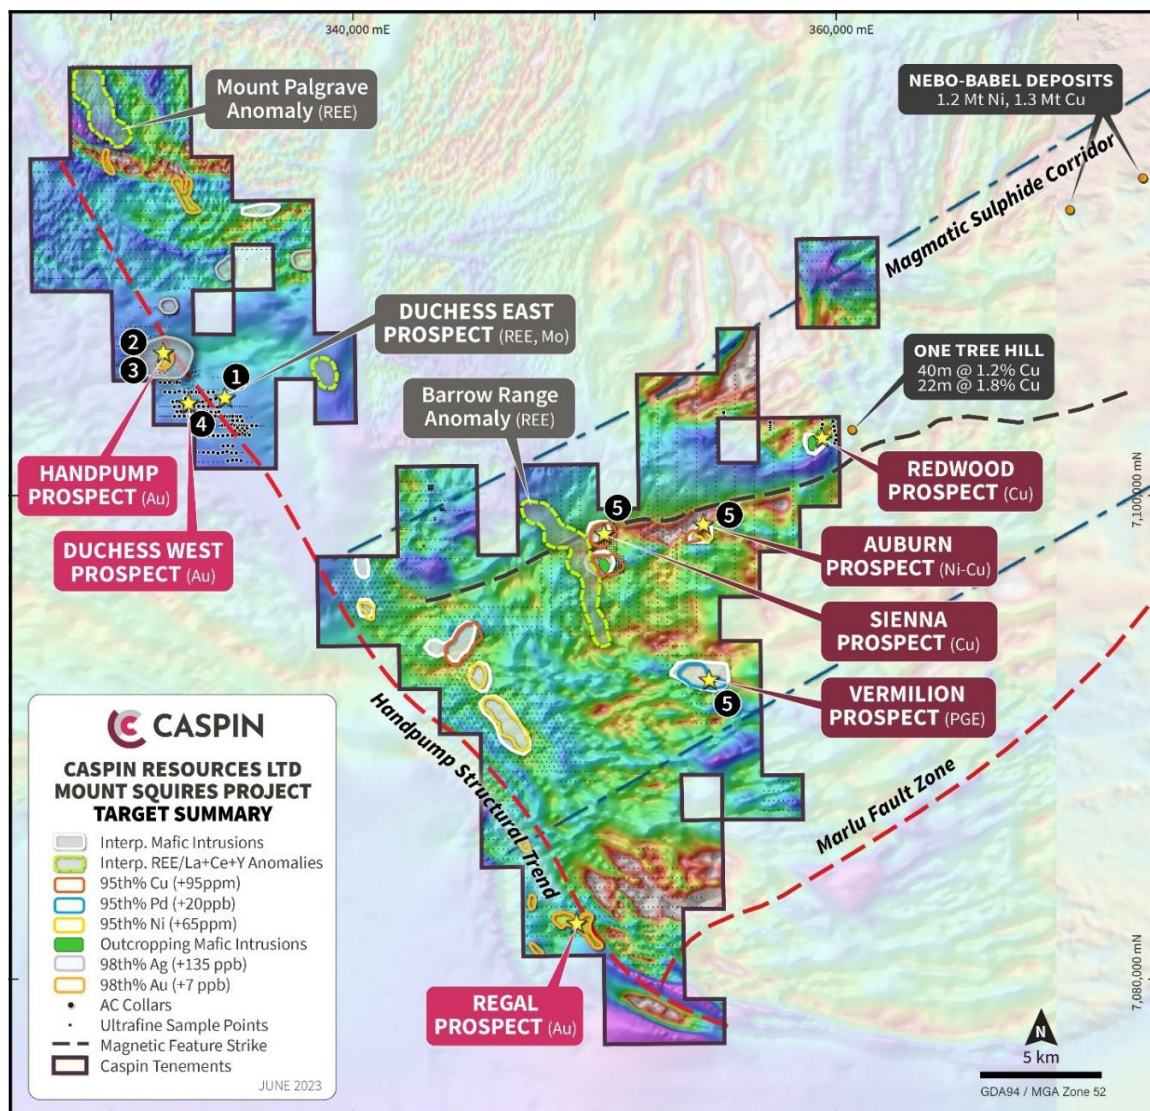 340,000 mE
360,000 mE
Mount Palgrave
Anomaly (REE)
NEBO-BABEL DEPOSITS
1.2 Mt Ni, 1.3 Mt Cu
Magmatic Sulphide Corridor
DUCHESS EAST
PROSPECT (REE, Mo)
2
3
1
4
ONE TREE HILL
40m @ 1.2% Cu
22m @ 1.8% Cu
Barrow Range
Anomaly (REE)
HANDPUMP
PROSPECT (Au)
REDWOOD
PROSPECT (Cu)
7,100,000 mN
5
5
DUCHESS WEST
PROSPECT (Au)
AUBURN
PROSPECT (Ni-Cu)
SIENNA
PROSPECT (Cu)
VERMILION
PROSPECT (PGE)
5
Handpump Structural Trend
Marlu Fault Zone
CASPIN
CASPIN RESOURCES LTD
MOUNT SQUIRES PROJECT
TARGET SUMMARY
Interp. Mafic Intrusions
Interp. REE/La+Ce+Y Anomalies
95th% Cu (+95ppm)
95th% Pd (+20ppb)
95th% Ni (+65ppm)
Outcropping Mafic Intrusions
98th% Ag (+135 ppb)
98th% Au (+7 ppb)
AC Collars
Ultrafine Sample Points
Magnetic Feature Strike
Caspin Tenements
JUNE 2023
REGAL
PROSPECT (Au)
7,080,000 mN
N
5 km
GDA94 / MGA Zone 52